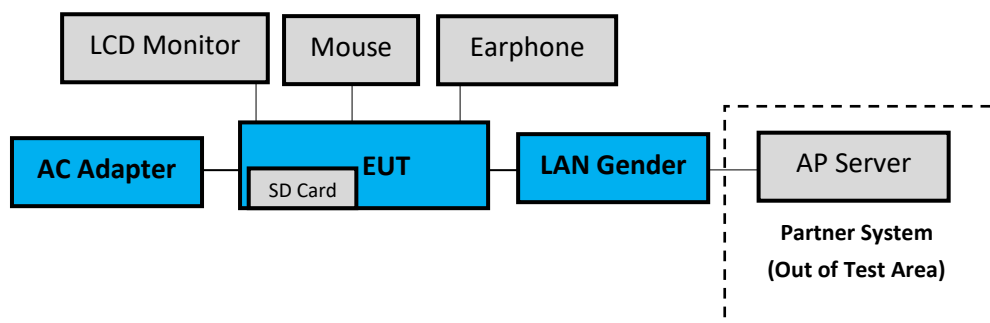 LCD Monitor
Mouse
Earphone
AC Adapter
EUT
SD Card
LAN Gender
AP Server
Partner System
(Out of Test Area)